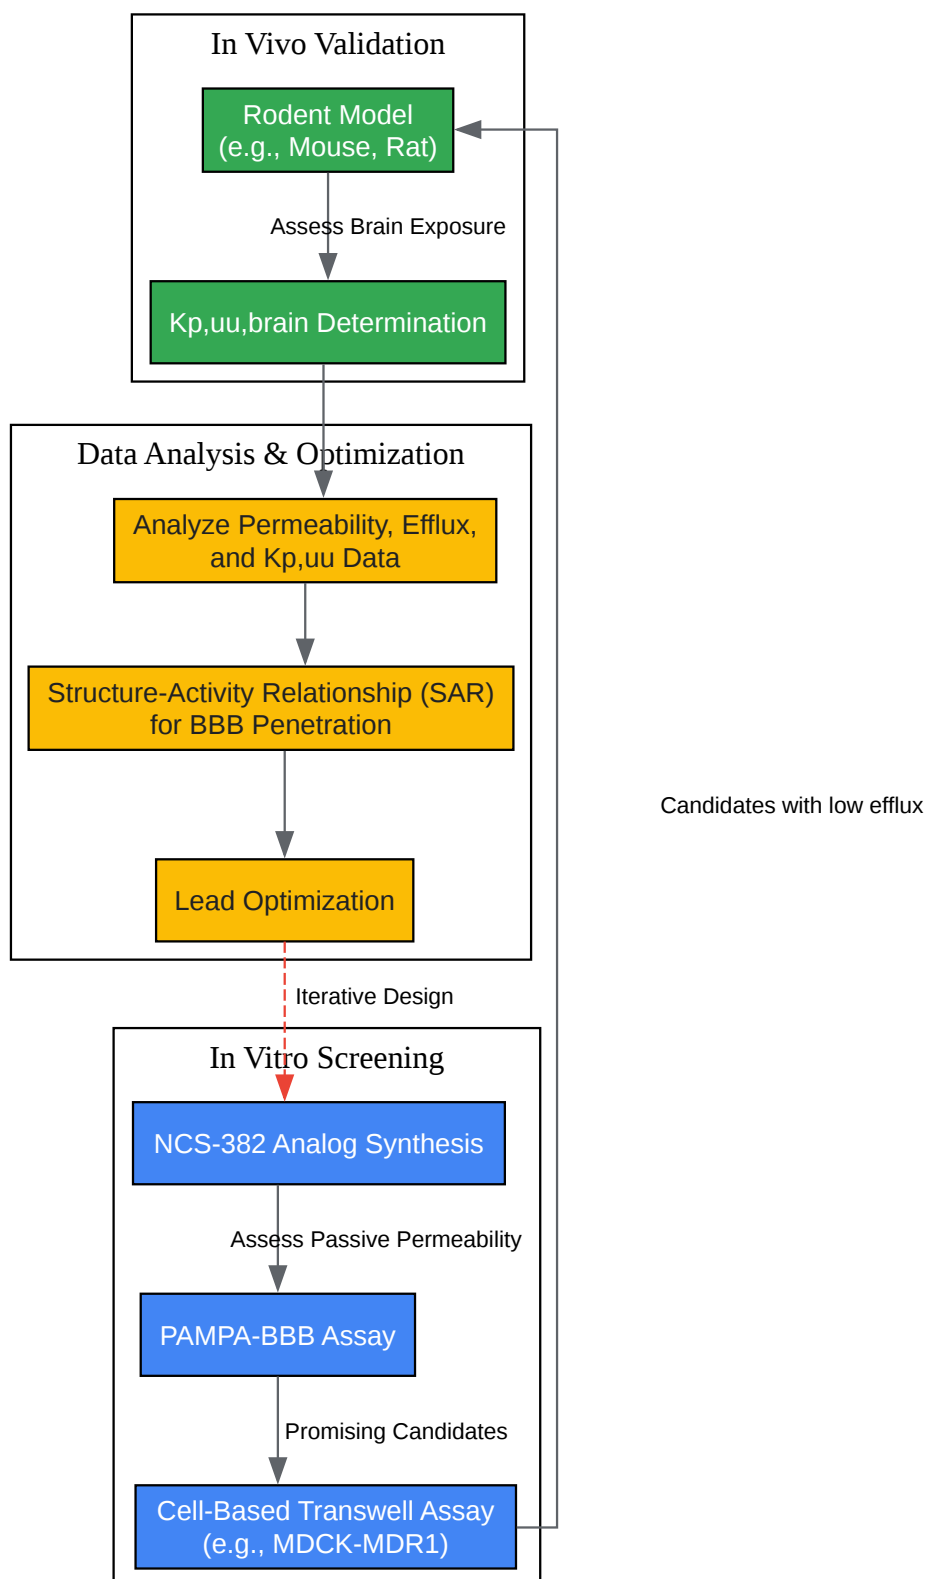 In Vivo Validation
Rodent Model
(e.g., Mouse, Rat)
Assess Brain Exposure
Kp,uu,brain Determination
Data Analysis & Optimization
Analyze Permeability, Efflux,
and Kp,uu Data
Structure-Activity Relationship (SAR)
for BBB Penetration
Candidates with low efflux
Lead Optimization
Iterative Design
In Vitro Screening
NCS-382 Analog Synthesis
Assess Passive Permeability
PAMPA-BBB Assay
Promising Candidates
Cell-Based Transwell Assay
(e.g., MDCK-MDR1)